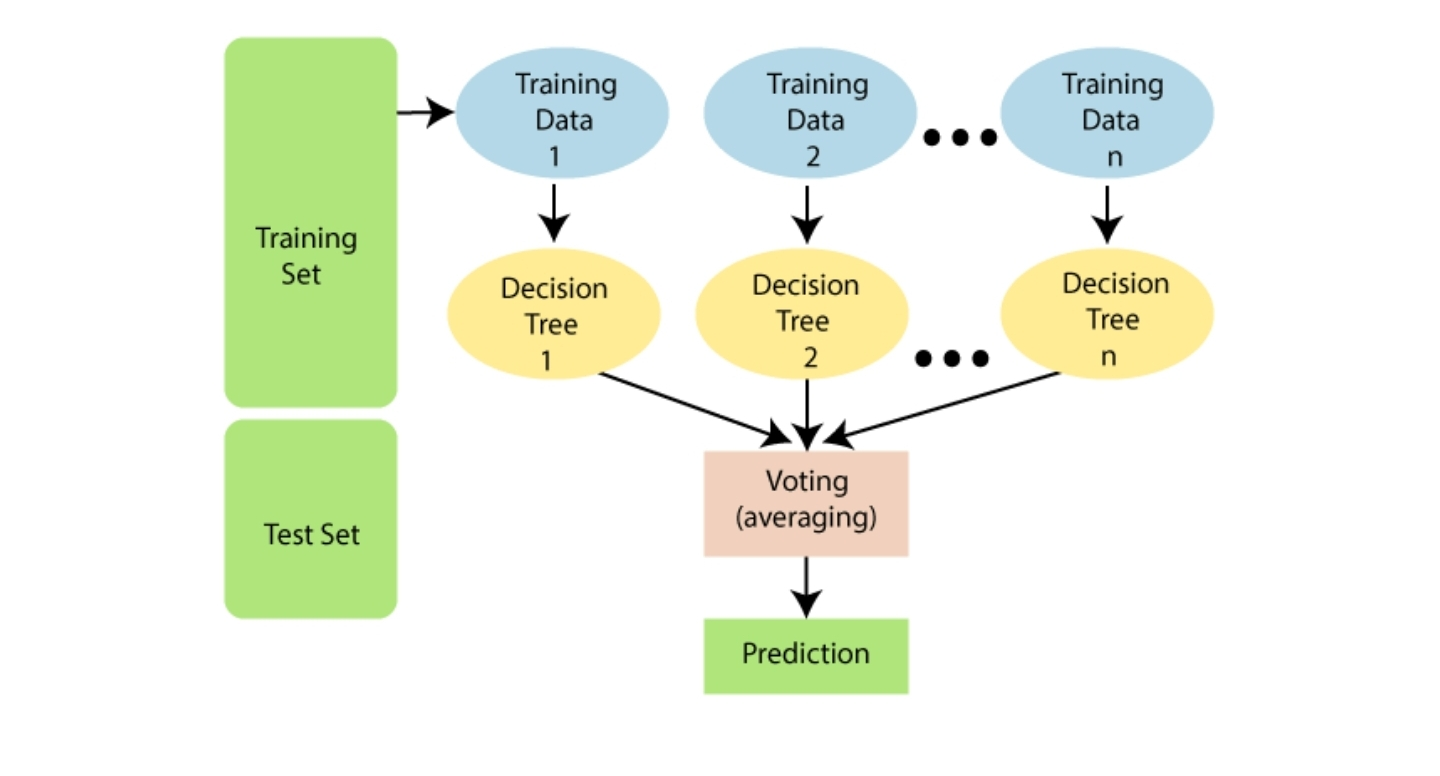 Training
Data
1
Training
Data
2
Training
Data
n
Training
Set
Decision
Tree
1
Decision
Tree
2
Decision
Tree
n
Test Set
Voting
(averaging)
Prediction